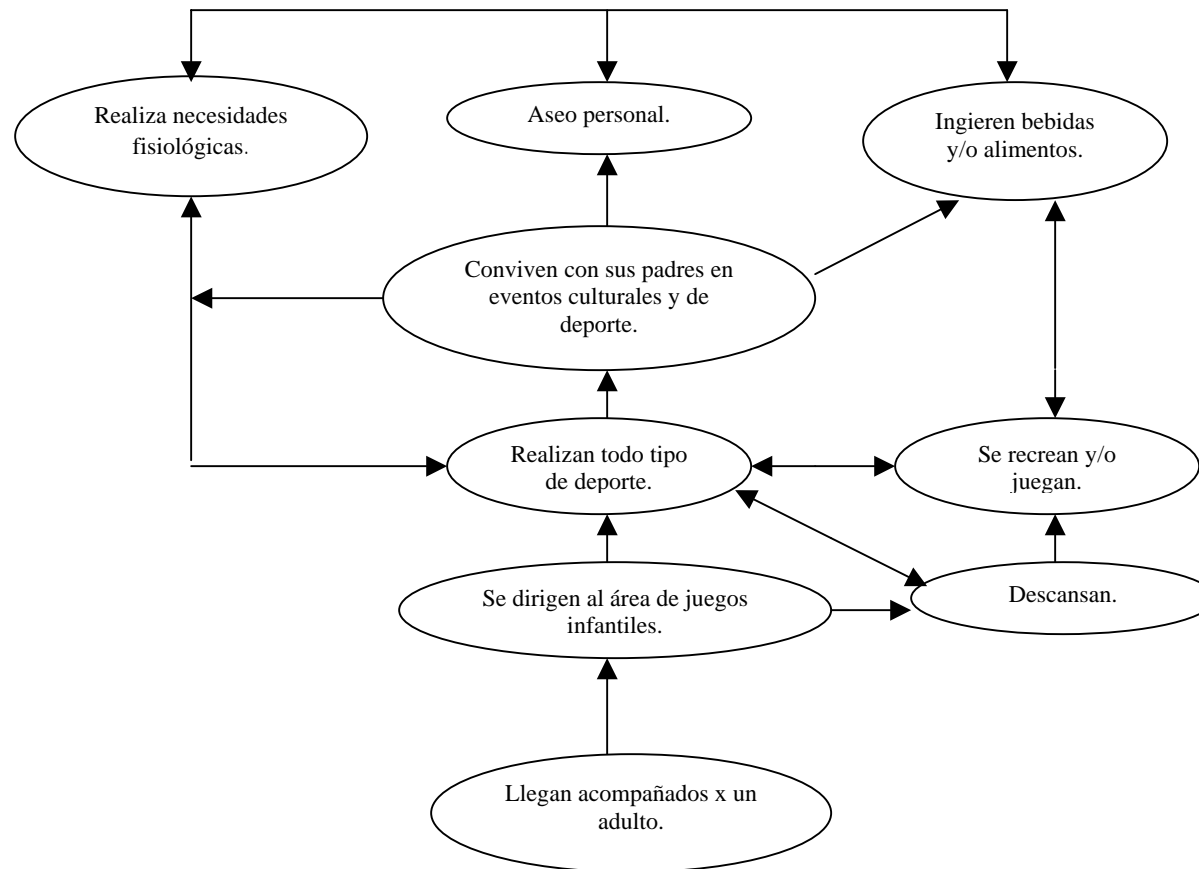 Realiza necesidades
fisiológicas.
Aseo personal.
Ingieren bebidas
y/o alimentos.
Conviven con sus padres en
eventos culturales y de
deporte.
Realizan todo tipo
de deporte.
Se recrean y/o
juegan.
Se dirigen al área de juegos
infantiles.
Descansan.
Llegan acompañados x un
adulto.